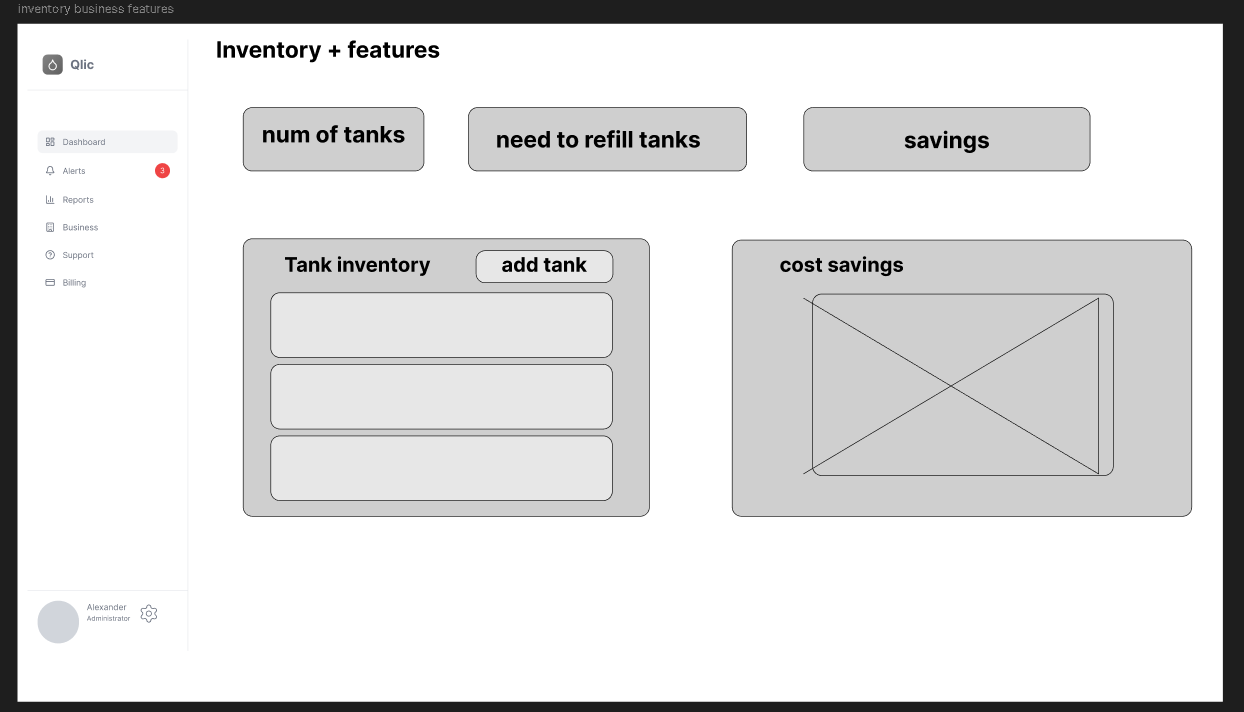 inventory business features
Qlic
Dashboard
Alerts
3
Reports
Business
Support
Billing
Alexander
Administrator
Inventory + features
num of tanks
need to refill tanks
savings
Tank inventory
add tank
cost savings